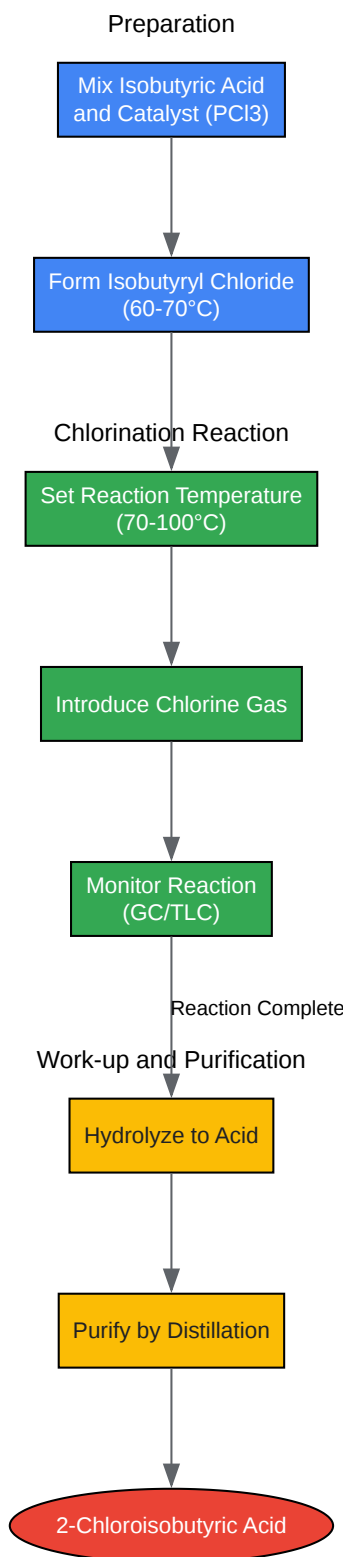 Preparation
Mix Isobutyric Acid
and Catalyst (PCl3)
Form Isobutyryl Chloride
(60-70°C)
Chlorination Reaction
Set Reaction Temperature
(70-100°C)
Introduce Chlorine Gas
Monitor Reaction
(GC/TLC)
Reaction Complete
Work-up and Purification
Hydrolyze to Acid
Purify by Distillation
2-Chloroisobutyric Acid